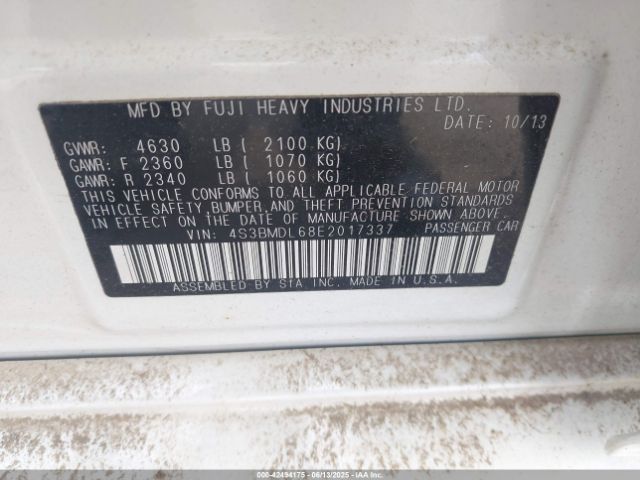 MFD BY FUJI HEAVY INDUSTRIES LTD.
DATE: 10/13
GVWR: 4630 LB ( 2100 KG)
GAWR: F 2360 LB ( 1070 KG)
GAWR: R 2340 LB ( 1060 KG)
THIS VEHICLE CONFORMS TO ALL APPLICABLE FEDERAL MOTOR
VEHICLE SAFETY, BUMPER, AND THEFT PREVENTION STANDARDS
IN EFFECT ON THE DATE OF MANUFACTURE SHOWN ABOVE.
VIN: 4S3BMDL68E2017337 PASSENGER CAR
ASSEMBLED BY SIA INC. MADE IN U.S.A.
000-42494175 - 06/13/2025 - IAAI CANADA